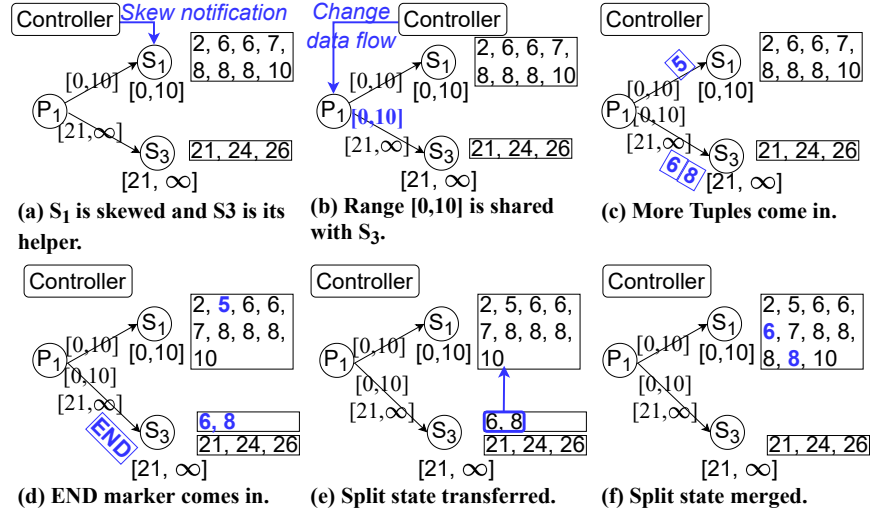 Controller
Skew notification
S1
2, 6, 6, 7,
8, 8, 8, 10
[0,10]
[0,10]
P1
[21,∞]
S3
21, 24, 26
[21, ∞]
(a) S1 is skewed and S3 is its
helper.
Change
data flow
Controller
S1
2, 6, 6, 7,
8, 8, 8, 10
[0,10]
[0,10]
P1
[0,10]
[21,∞]
S3
21, 24, 26
[21, ∞]
(b) Range [0,10] is shared
with S3.
Controller
5
S1
2, 6, 6, 7,
8, 8, 8, 10
[0,10]
[0,10]
P1
[0,10]
[21,∞]
S3
21, 24, 26
6 8
[21, ∞]
(c) More Tuples come in.
Controller
S1
2, 5, 6, 6,
7, 8, 8, 8,
10
[0,10]
[0,10]
P1
[0,10]
[21,∞]
END
S3
6, 8
21, 24, 26
[21, ∞]
(d) END marker comes in.
Controller
S1
2, 5, 6, 6,
7, 8, 8, 8,
10
[0,10]
[0,10]
P1
[0,10]
[21,∞]
S3
6, 8
21, 24, 26
[21, ∞]
(e) Split state transferred.
Controller
S1
2, 5, 6, 6,
6, 7, 8, 8,
8, 8, 10
[0,10]
[0,10]
P1
[0,10]
[21,∞]
S3
21, 24, 26
[21, ∞]
(f) Split state merged.